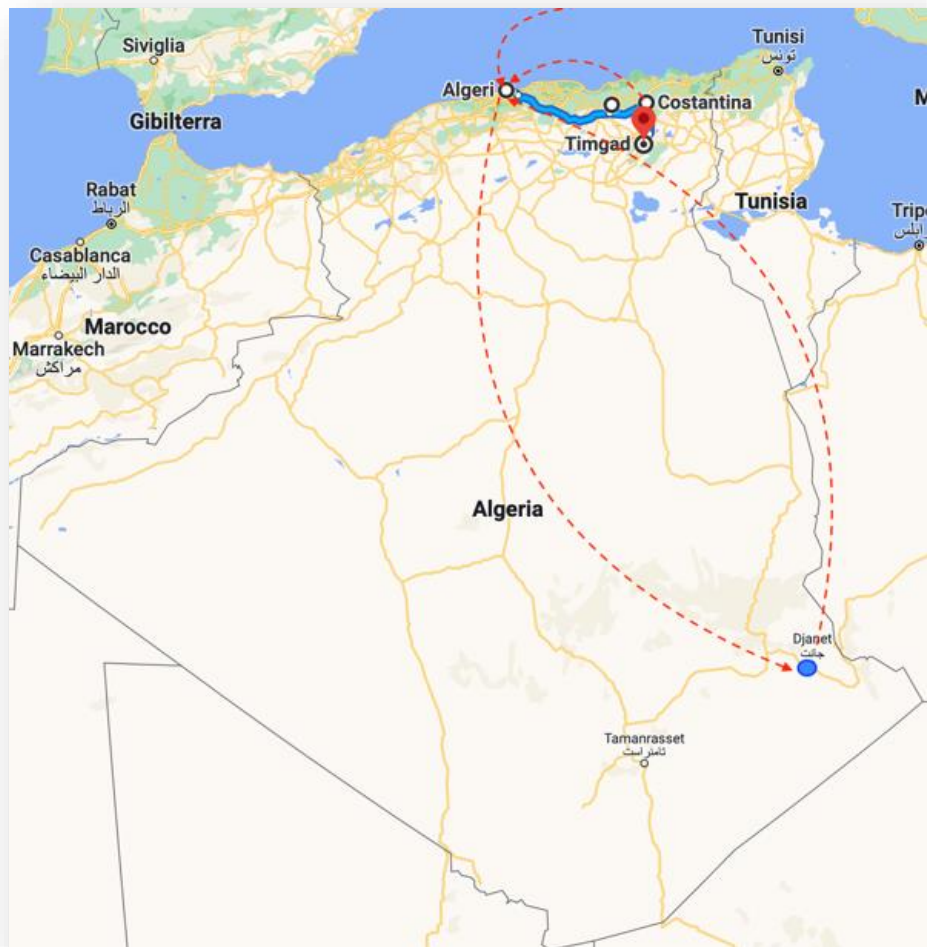 Siviglia
Tunisi
تونس
Algeri
Costantina
M
Gibilterra
Timgad
Rabat
الرباط
Tunisia
Tripo
رابلس
Casablanca
الدار البيضاء
Marocco
Marrakech
مراكش
Algeria
Djanet
جانت
Tamanrasset
تامنراست